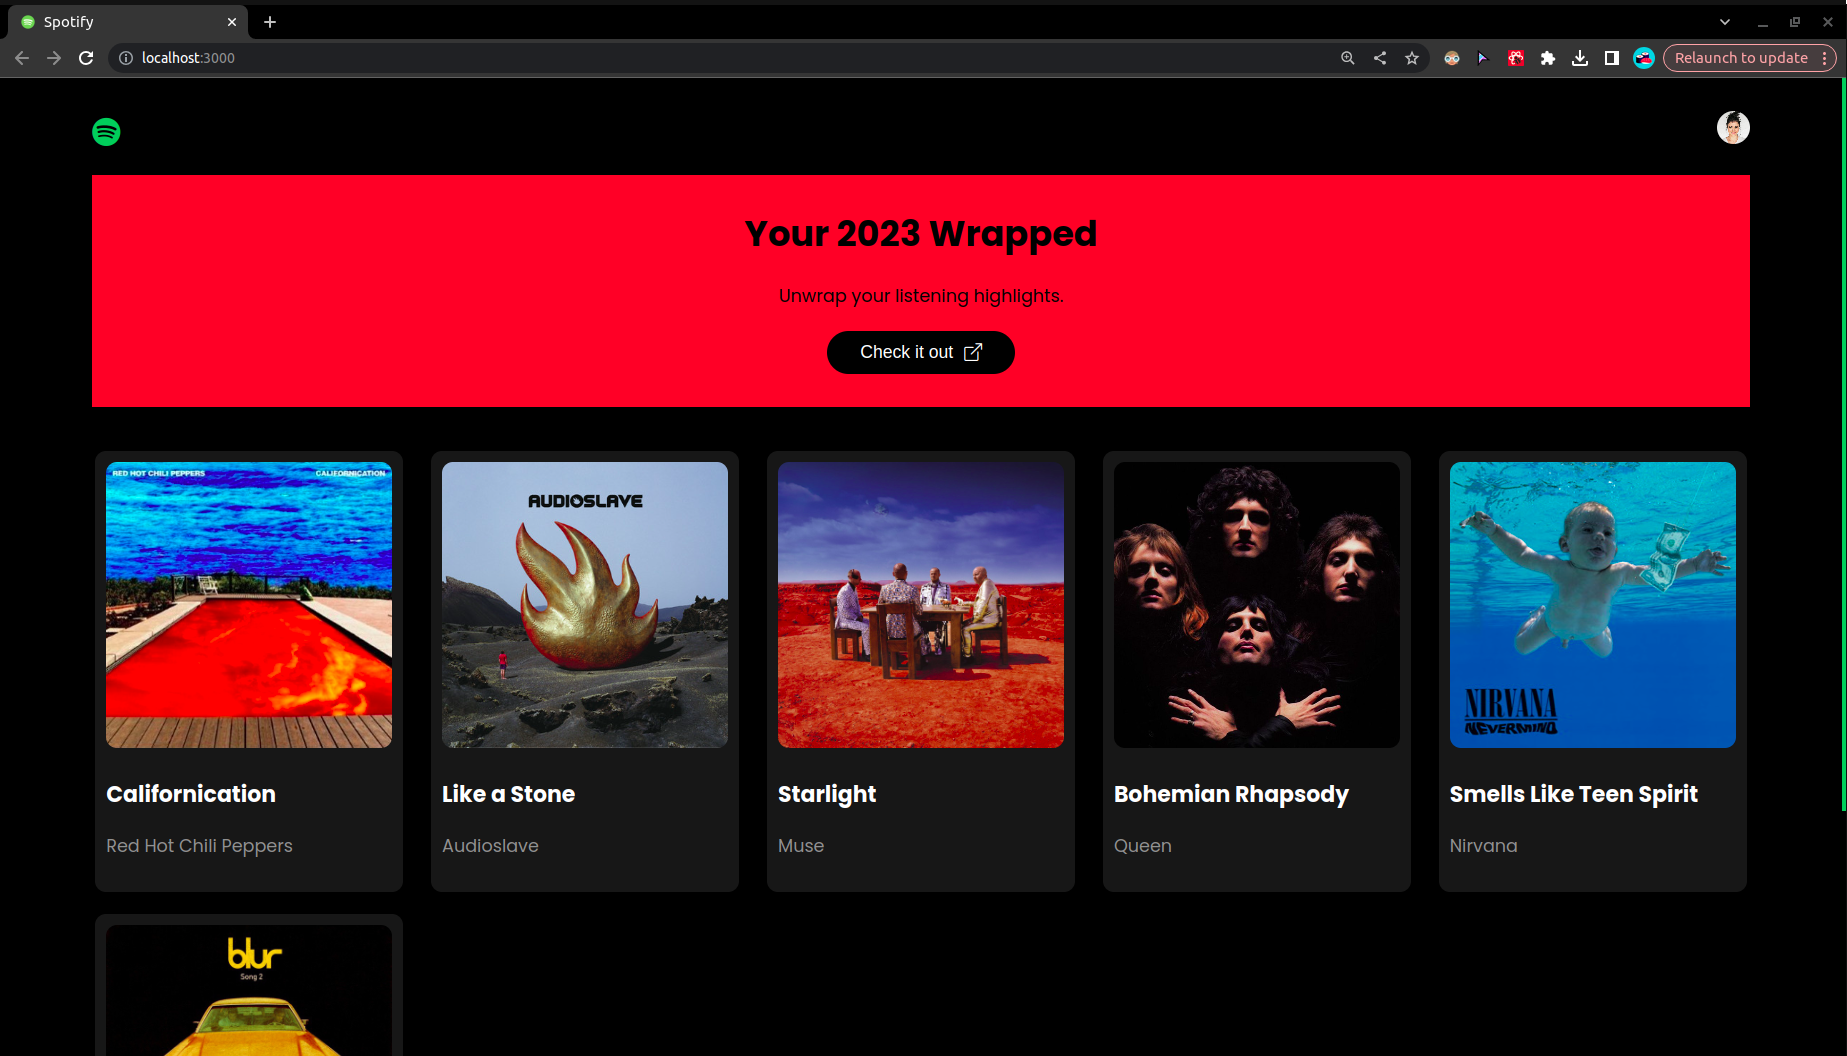 Spotify
localhost:3000
Relaunch to update
Your 2023 Wrapped
Unwrap your listening highlights.
Check it out
RED HOT CHILI PEPPERS
CALIFORNICATION
AUDIOSLAVE
NIRVANA
NEVERMIND
Californication
Like a Stone
Starlight
Bohemian Rhapsody
Smells Like Teen Spirit
Red Hot Chili Peppers
Audioslave
Muse
Queen
Nirvana
blur
Song 2